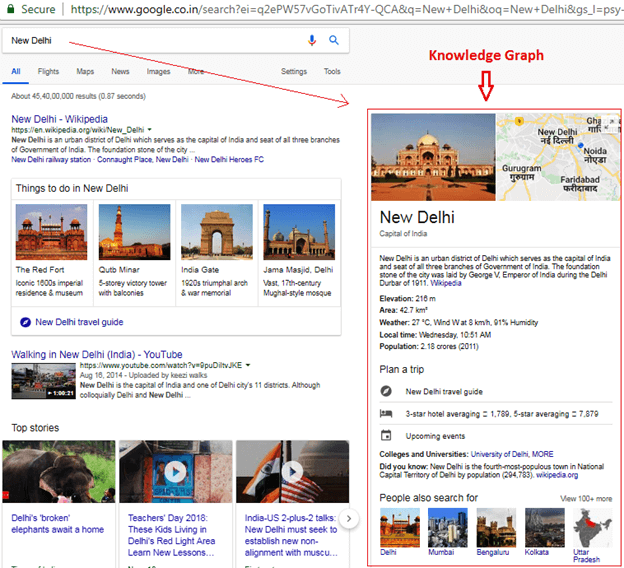 Secure https://www.google.co.in/search?ei=q2ePW57vGoTivATr4Y-QCA&q=New+Delhi&oq=New+Delhi&gs_l=psy-
New Delhi
All Flights Maps News Images More Settings Tools
About 45,40,00,000 results (0.87 seconds)
New Delhi - Wikipedia
https://en.wikipedia.org/wiki/New_Delhi
New Delhi is an urban district of Delhi which serves as the capital of India and seat of all three branches
of Government of India. The foundation stone of the city ...
New Delhi railway station · Connaught Place, New Delhi · New Delhi Heroes FC
Things to do in New Delhi
The Red Fort
Iconic 1600s imperial
residence & museum
Qutb Minar
5-storey victory tower
with balconies
India Gate
1920s triumphal arch
& war memorial
Jama Masjid, Delhi
Vast, 17th-century
Mughal-style mosque
New Delhi travel guide
Walking in New Delhi (India) - YouTube
https://www.youtube.com/watch?v=9puDiltvJKE
Aug 16, 2014 - Uploaded by keezi walks
New Delhi is the capital of India and one of Delhi city's 11 districts. Although
colloquially Delhi and New Delhi ...
1:00:21
Top stories
Delhi's 'broken'
elephants await a home
Teachers' Day 2018:
These Kids Living in
Delhi's Red Light Area
Learn New Lessons...
India-US 2-plus-2 talks:
New Delhi must seek to
establish new non-
alignment with muscu...
Knowledge Graph
New Delhi
नई दिल्ली
Noida
नोएडा
Gurugram
गुरुग्राम
Faridabad
फरीदाबाद
New Delhi
Capital of India
New Delhi is an urban district of Delhi which serves as the capital of India
and seat of all three branches of Government of India. The foundation
stone of the city was laid by George V, Emperor of India during the Delhi
Durbar of 1911. Wikipedia
Elevation: 216 m
Area: 42.7 km²
Weather: 27 °C, Wind W at 8 km/h, 91% Humidity
Local time: Wednesday, 10:51 AM
Population: 2.18 crores (2011)
Plan a trip
New Delhi travel guide
3-star hotel averaging ₹ 1,789, 5-star averaging ₹ 7,879
Upcoming events
Colleges and Universities: University of Delhi, MORE
Did you know: New Delhi is the fourth-most-populous town in National
Capital Territory of Delhi by population (294,783). wikipedia.org
People also search for View 100+ more
Delhi
Mumbai
Bengaluru
Kolkata
Uttar
Pradesh